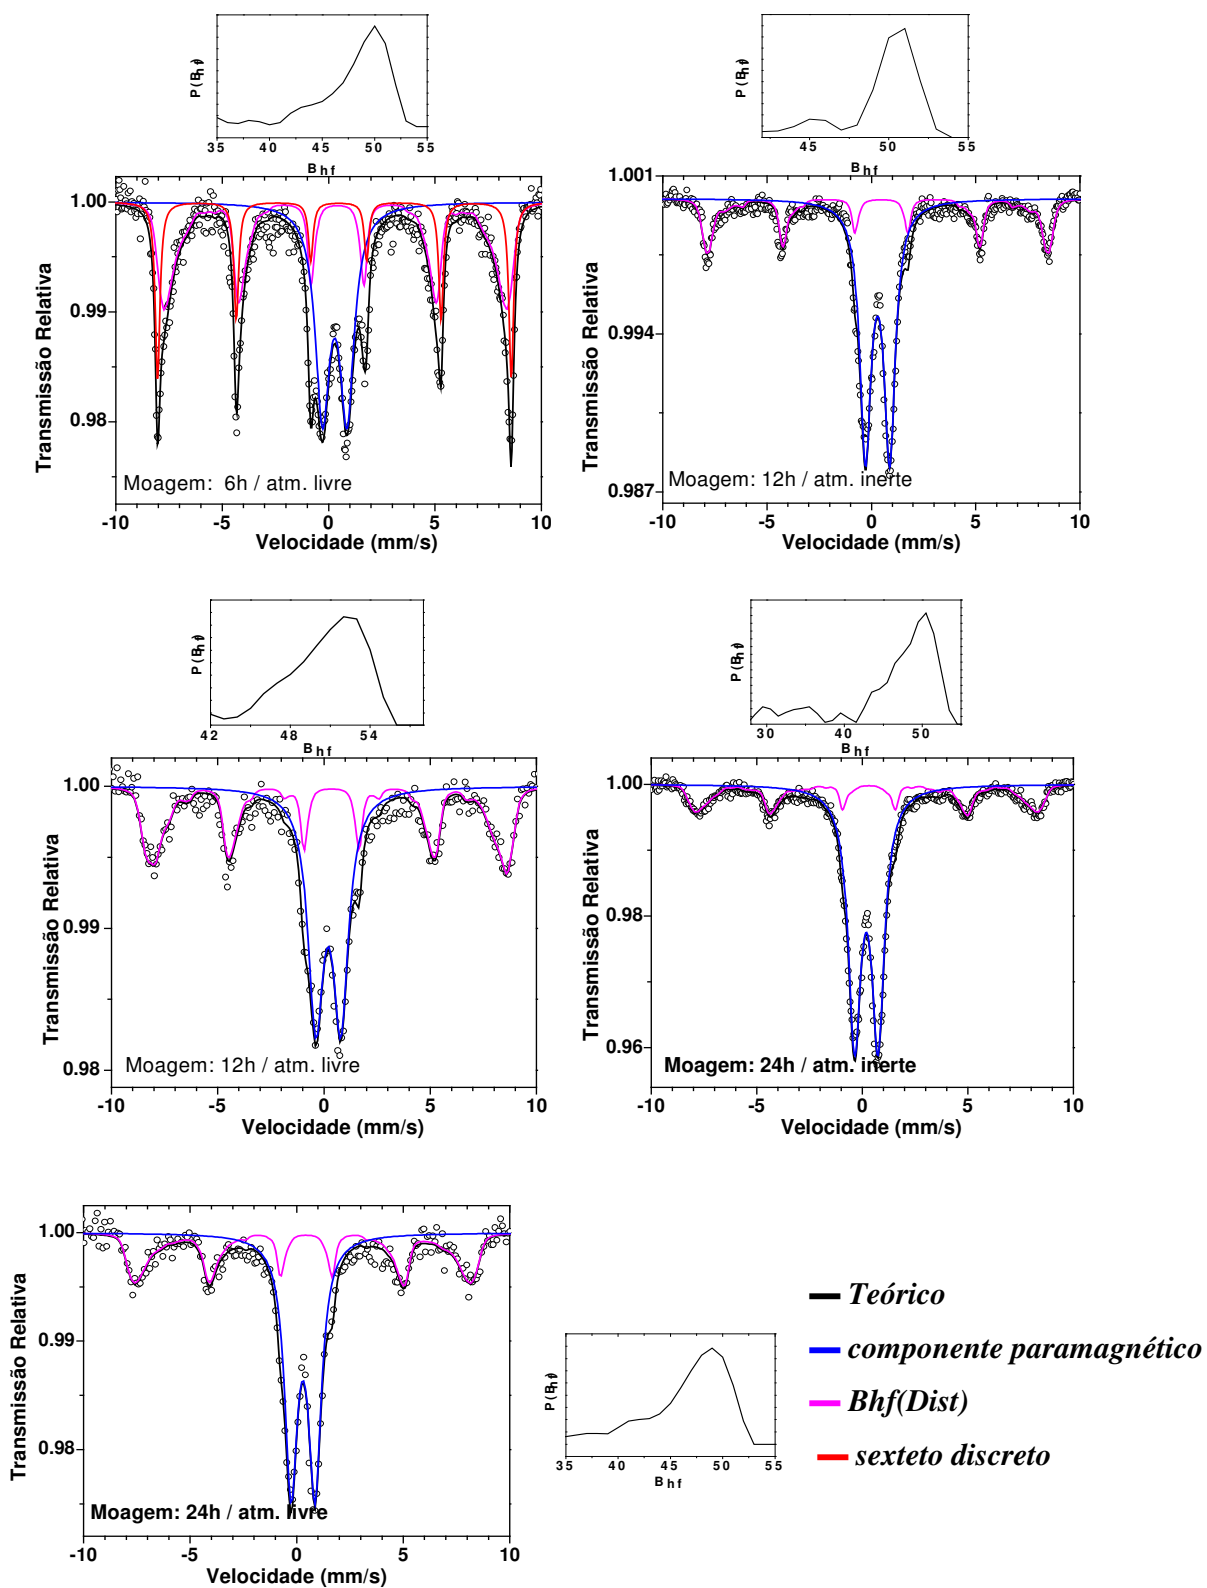 P(Bhf)
35 40 45 50 55
Bhf
1.00
0.99
0.98
Transmissão Relativa
Moagem: 6h / atm. livre
-10 -5 0 5 10
Velocidade (mm/s)
P(Bhf)
45 50 55
Bhf
1.001
0.994
0.987
Transmissão Relativa
Moagem: 12h / atm. inerte
-10 -5 0 5 10
Velocidade (mm/s)
P(Bhf)
42 48 54
Bhf
1.00
0.99
0.98
Transmissão Relativa
Moagem: 12h / atm. livre
-10 -5 0 5 10
Velocidade (mm/s)
P(Bhf)
30 40 50
Bhf
1.00
0.98
0.96
Transmissão Relativa
Moagem: 24h / atm. inerte
-10 -5 0 5 10
Velocidade (mm/s)
1.00
0.99
0.98
Transmissão Relativa
Moagem: 24h / atm. livre
-10 -5 0 5 10
Velocidade (mm/s)
P(Bhf)
35 40 45 50 55
Bhf
Teórico
componente paramagnético
Bhf(Dist)
sexteto discreto